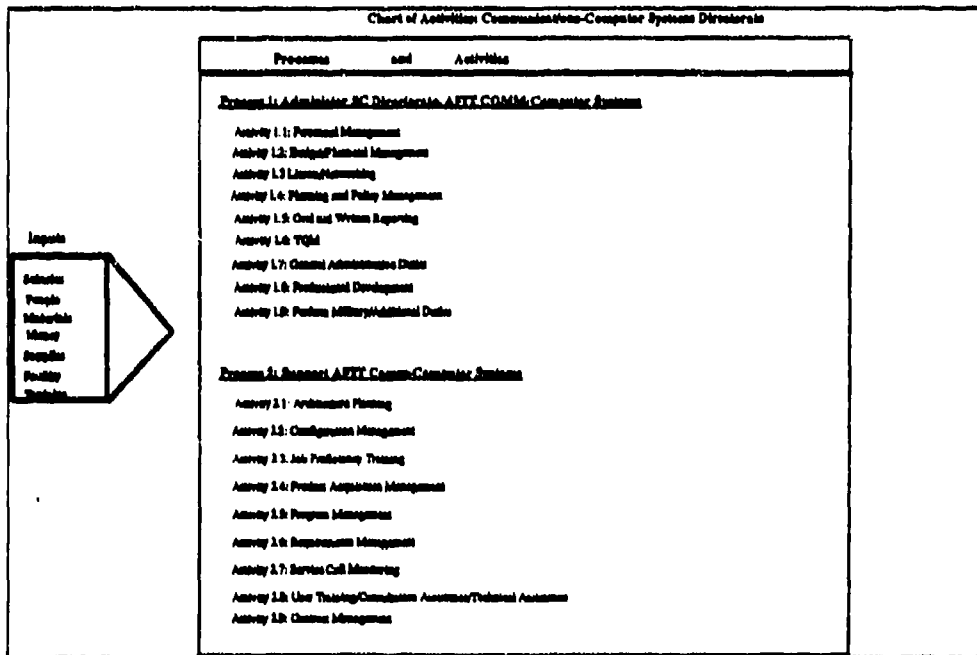 Chart of Activities Communications-Computer Systems Directorate
Processes and Activities
Process 1: Administer SC Directorate-AFIT COMM-Computer Systems
Activity 1.1: Personnel Management
Activity 1.2: Budget/Financial Management
Activity 1.3 Liaison/Networking
Activity 1.4: Planning and Policy Management
Activity 1.5: Oral and Written Reporting
Activity 1.6: TQM
Activity 1.7: General Administrative Duties
Activity 1.8: Professional Development
Activity 1.9: Perform Military/Additional Duties
Inputs
Salaries
People
Materials
Money
Supplies
Facility
Training
Process 2: Support AFIT Comm-Computer Systems
Activity 2.1: Architecture Planning
Activity 2.2: Configuration Management
Activity 2.3: Job Proficiency Training
Activity 2.4: Product Acquisition Management
Activity 2.5: Program Management
Activity 2.6: Requirements Management
Activity 2.7: Service Call Monitoring
Activity 2.8: User Training/Consultation Assistance/Technical Assistance
Activity 2.9: Contract Management